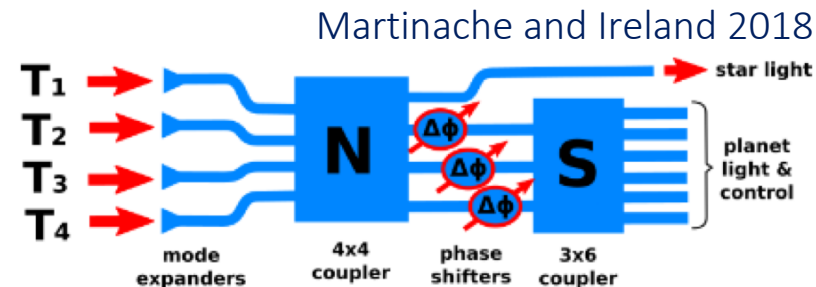 Martinache and Ireland 2018
T1
T2
T3
T4
N
Δϕ
Δϕ
Δϕ
S
star light
planet
light &
control
mode
expanders
4x4
coupler
phase
shifters
3x6
coupler